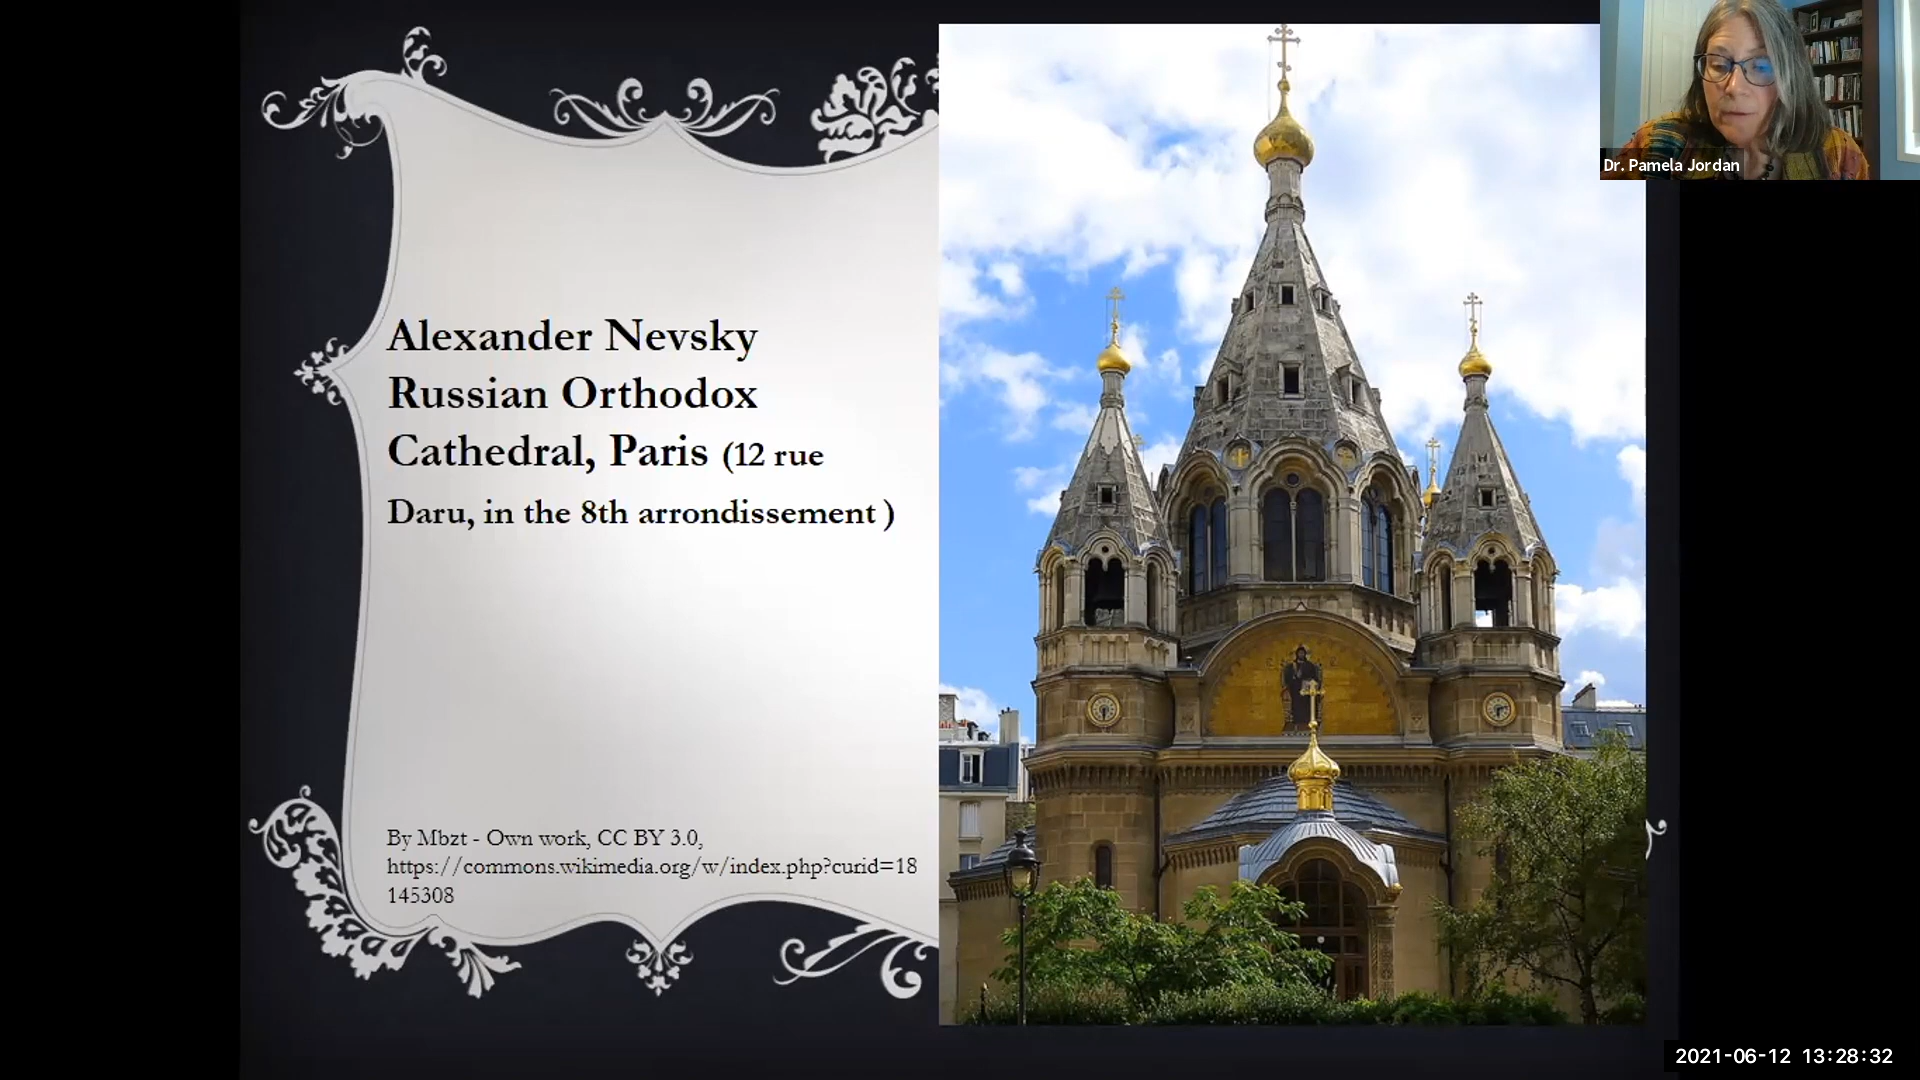 Alexander Nevsky
Russian Orthodox
Cathedral, Paris (12 rue
Daru, in the 8th arrondissement )
By Mbzt - Own work, CC BY 3.0,
https://commons.wikimedia.org/w/index.php?curid=18
145308
Dr. Pamela Jordan
2021-06-12 13:28:32